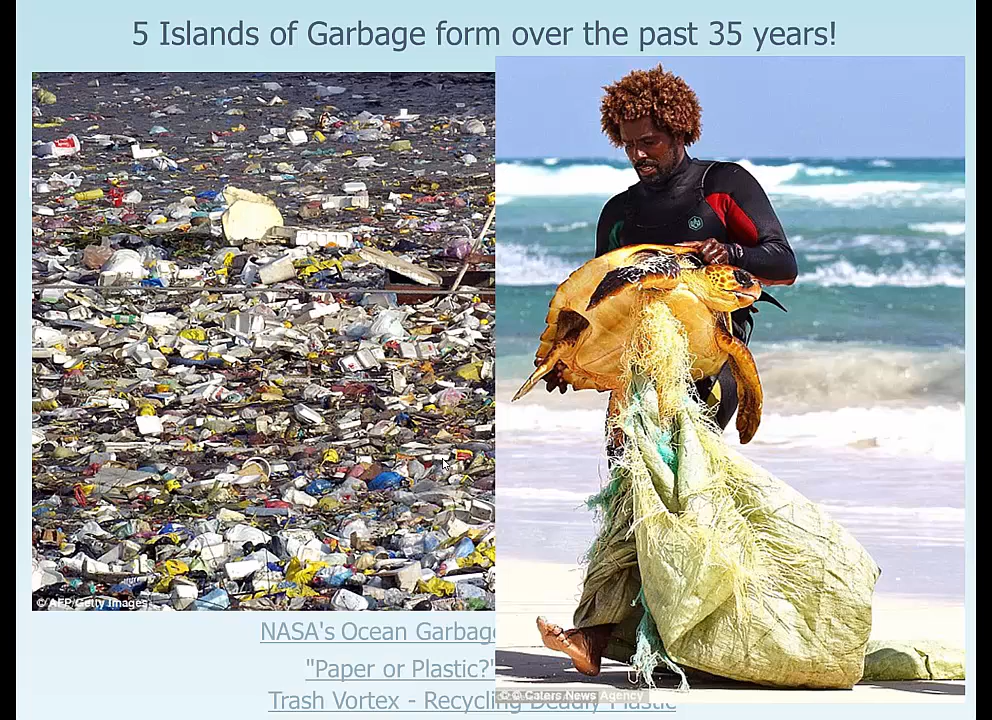 5 Islands of Garbage form over the past 35 years!
© AFP/Getty Images
NASA's Ocean Garbag
"Paper or Plastic?"
Trash Vortex - Recycling Deadly Plastic
© Caters News Agency